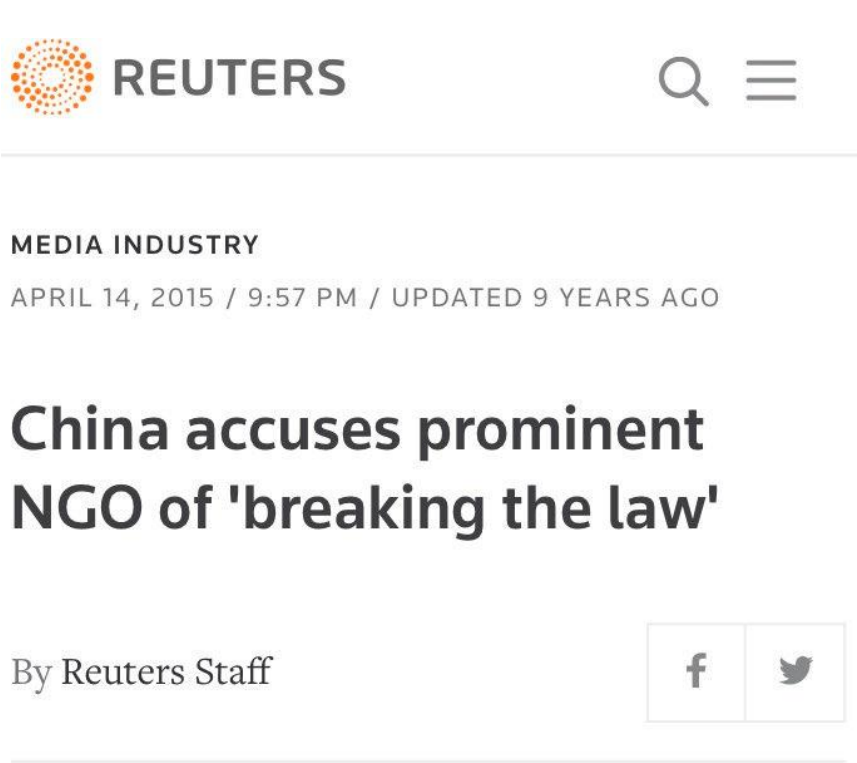 REUTERS
MEDIA INDUSTRY
APRIL 14, 2015 / 9:57 PM / UPDATED 9 YEARS AGO
China accuses prominent
NGO of 'breaking the law'
By Reuters Staff